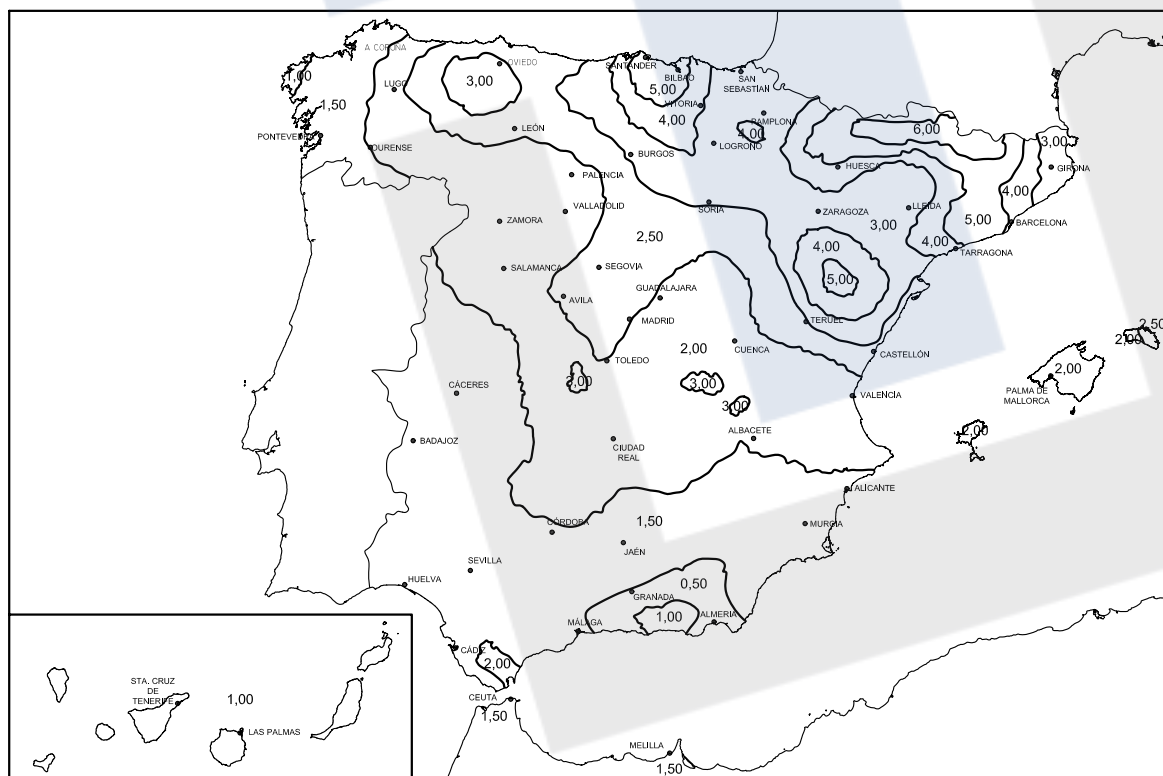 A CORUÑA
1,00
LUGO
1,50
PONTEVEDRA
OURENSE
OVIEDO
3,00
LEÓN
SANTANDER
BILBAO
SAN
SEBASTIÁN
5,00
VITORIA
4,00
PAMPLONA
4,00
LOGROÑO
BURGOS
6,00
HUESCA
3,00
GIRONA
4,00
PALENCIA
VALLADOLID
ZAMORA
SORIA
ZARAGOZA
LLEIDA
3,00
5,00
BARCELONA
2,50
4,00
4,00
TARRAGONA
SALAMANCA
SEGOVIA
5,00
GUADALAJARA
AVILA
MADRID
TERUEL
2,50
2,00
TOLEDO
2,00
CUENCA
CASTELLÓN
2,00
3,00
3,00
CÁCERES
PALMA DE
MALLORCA
VALENCIA
3,00
ALBACETE
2,00
BADAJOZ
CIUDAD
REAL
ALICANTE
1,50
MURCIA
CÓRDOBA
JAÉN
SEVILLA
HUELVA
0,50
GRANADA
1,00
ALMERÍA
MÁLAGA
CÁDIZ
2,00
CEUTA
1,50
MELILLA
1,50
STA. CRUZ
DE
TENERIFE
1,00
LAS PALMAS